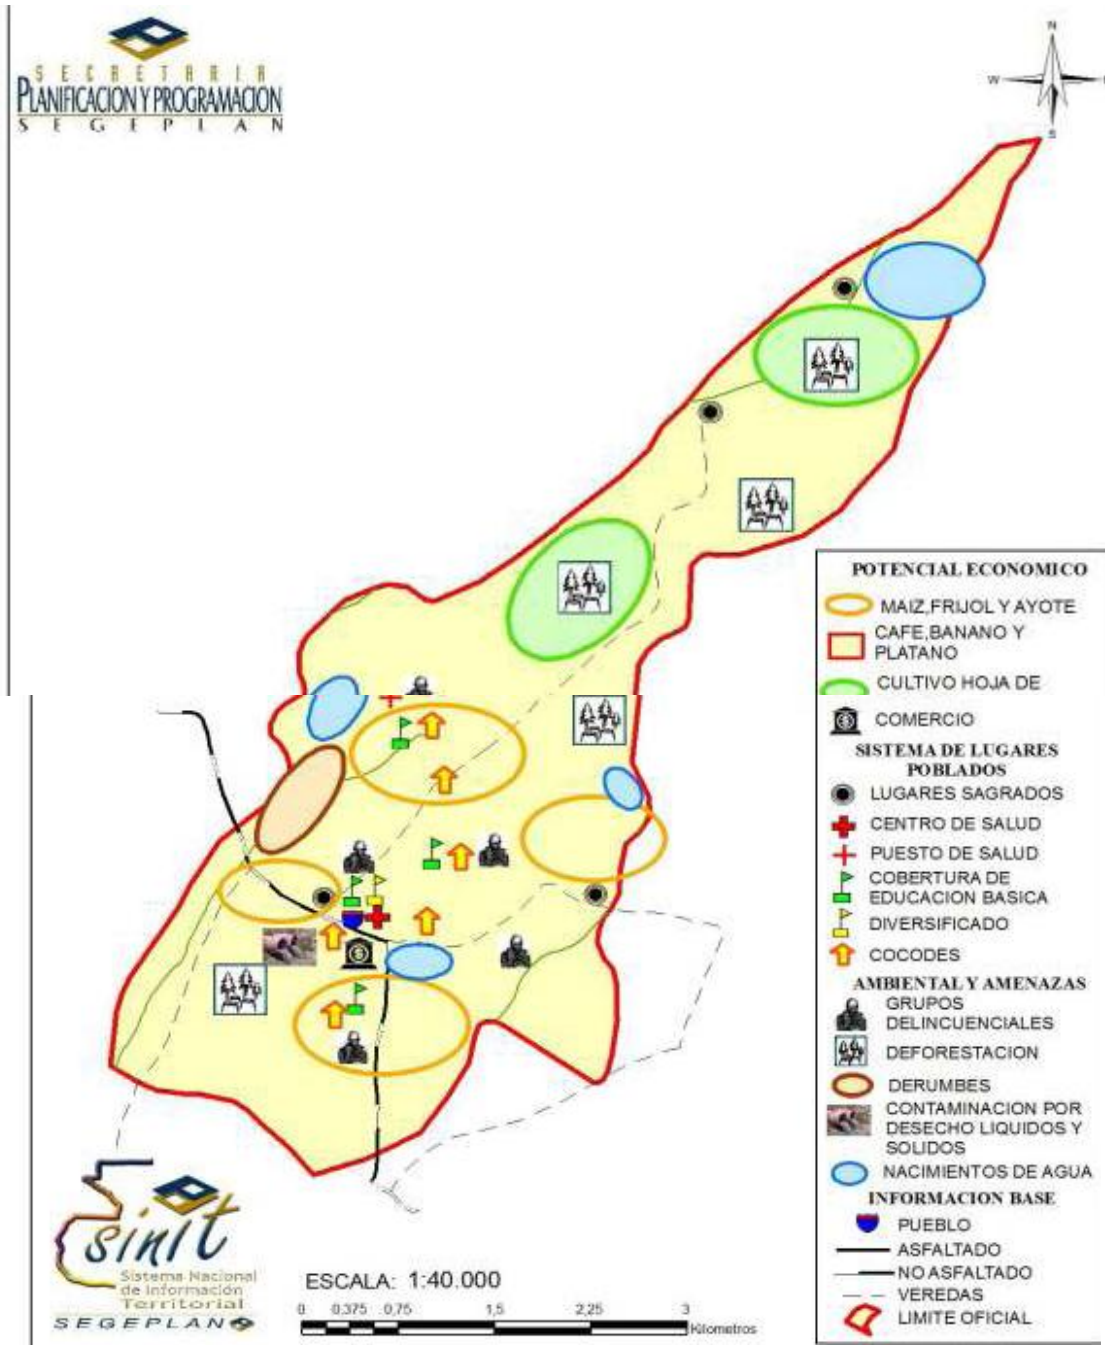 SECRETARIA
PLANIFICACION Y PROGRAMACION
SEGEPLAN
N
W
S
POTENCIAL ECONOMICO
MAIZ,FRIJOL Y AYOTE
CAFE,BANANO Y
PLATANO
CULTIVO HOJA DE
COMERCIO
SISTEMA DE LUGARES
POBLADOS
LUGARES SAGRADOS
CENTRO DE SALUD
PUESTO DE SALUD
COBERTURA DE
EDUCACION BASICA
DIVERSIFICADO
COCODES
AMBIENTAL Y AMENAZAS
GRUPOS
DELINCUENCIALES
DEFORESTACION
DERUMBES
CONTAMINACION POR
DESECHO LIQUIDOS Y
SOLIDOS
NACIMIENTOS DE AGUA
INFORMACION BASE
PUEBLO
ASFALTADO
NO ASFALTADO
VEREDAS
LIMITE OFICIAL
sinit
Sistema Nacional
de Información
Territorial
SEGEPLAN
ESCALA: 1:40.000
0 0.375 0,75 1,5 2,25 3
Kilometros